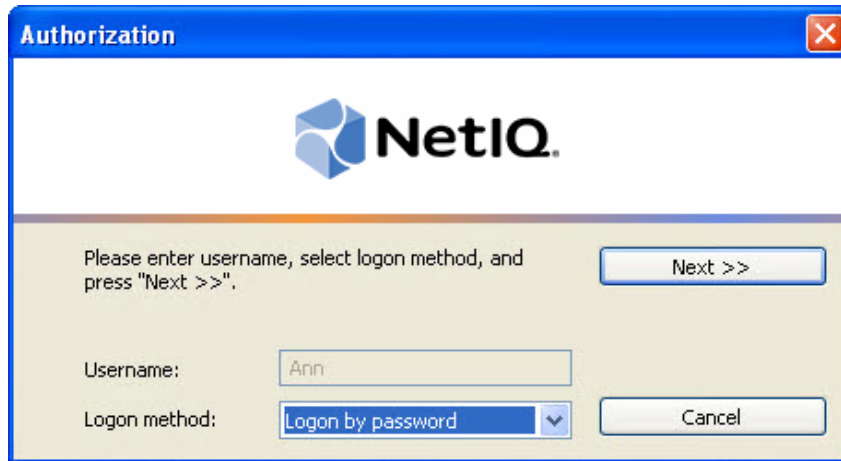 Authorization
NetIQ.
Please enter username, select logon method, and
press "Next >>".
Next >>
Username:
Ann
Logon method:
Logon by password
Cancel